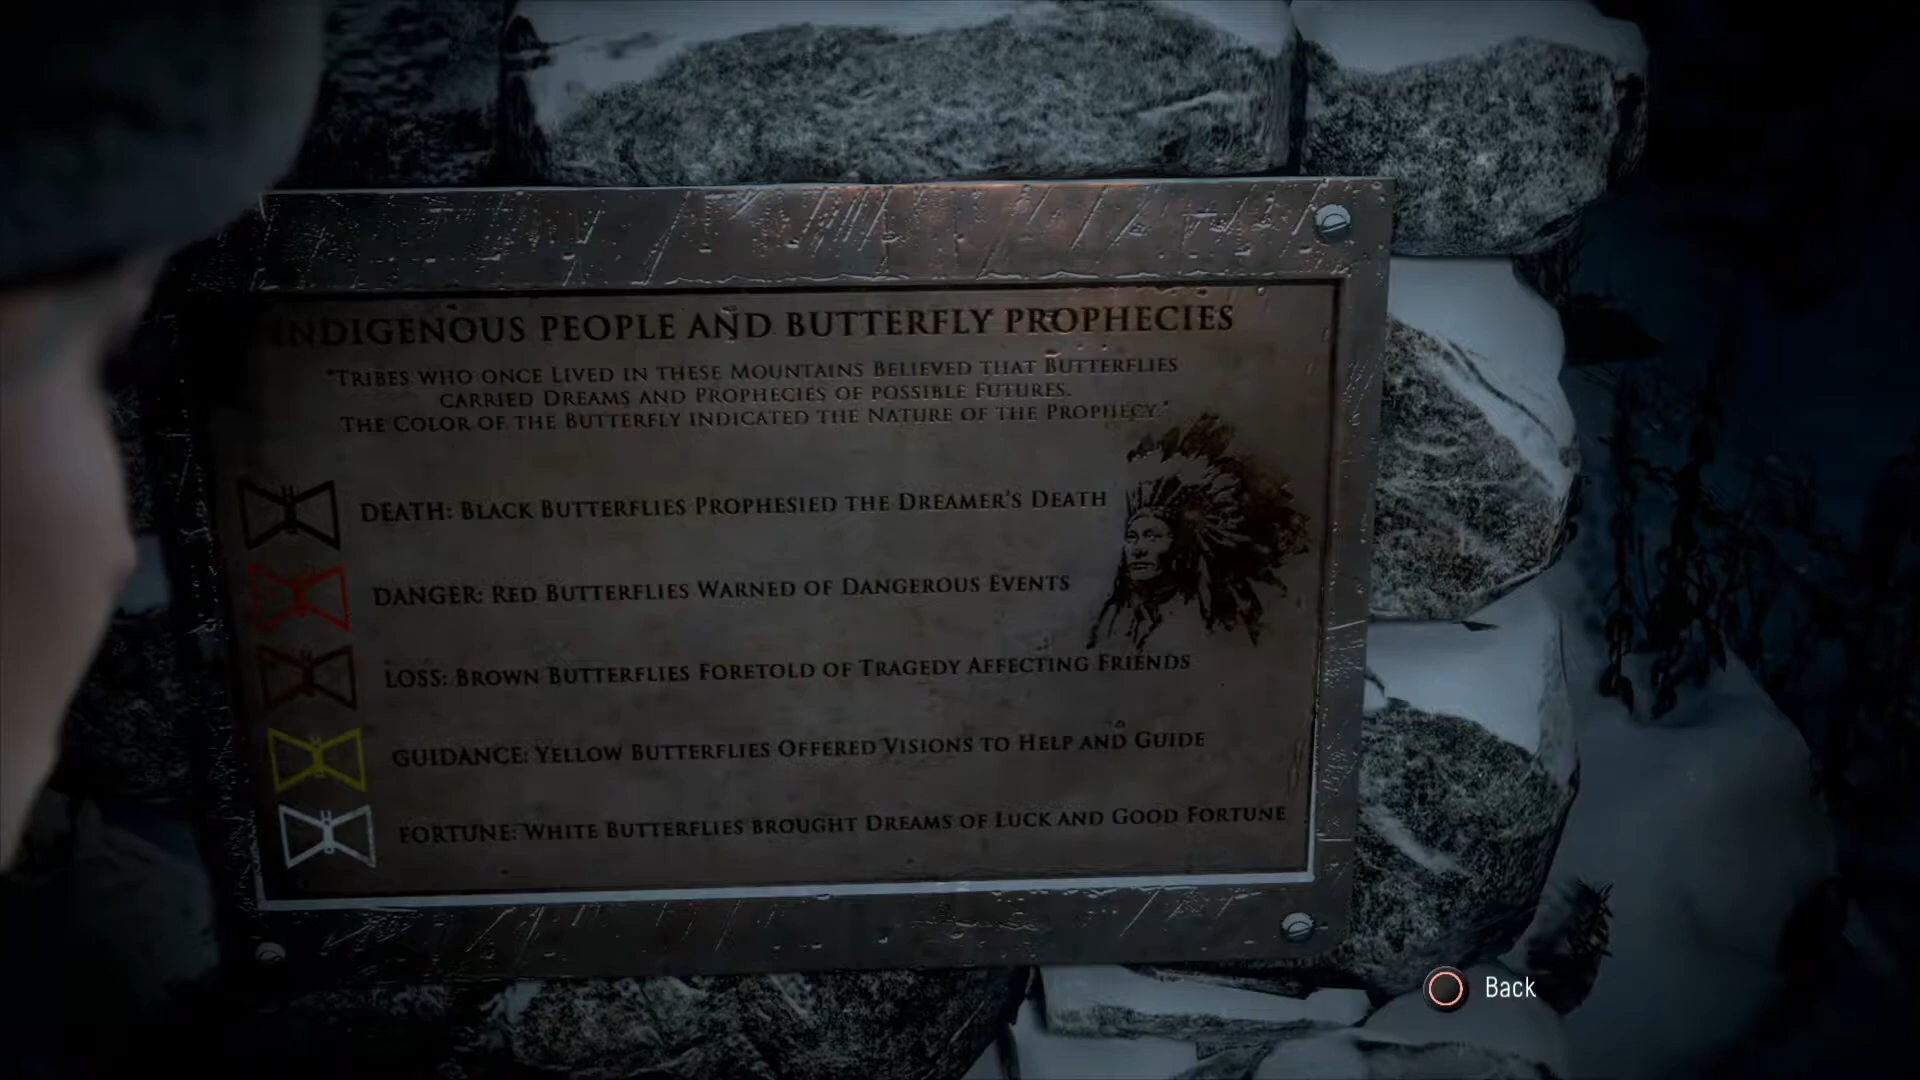 INDIGENOUS PEOPLE AND BUTTERFLY PROPHECIES
"TRIBES WHO ONCE LIVED IN THESE MOUNTAINS BELIEVED THAT BUTTERFLIES
CARRIED DREAMS AND PROPHECIES OF POSSIBLE FUTURES.
THE COLOR OF THE BUTTERFLY INDICATED THE NATURE OF THE PROPHECY."
DEATH: BLACK BUTTERFLIES PROPHESIED THE DREAMER'S DEATH
DANGER: RED BUTTERFLIES WARNED OF DANGEROUS EVENTS
LOSS: BROWN BUTTERFLIES FORETOLD OF TRAGEDY AFFECTING FRIENDS
GUIDANCE: YELLOW BUTTERFLIES OFFERED VISIONS TO HELP AND GUIDE
FORTUNE: WHITE BUTTERFLIES BROUGHT DREAMS OF LUCK AND GOOD FORTUNE
Back